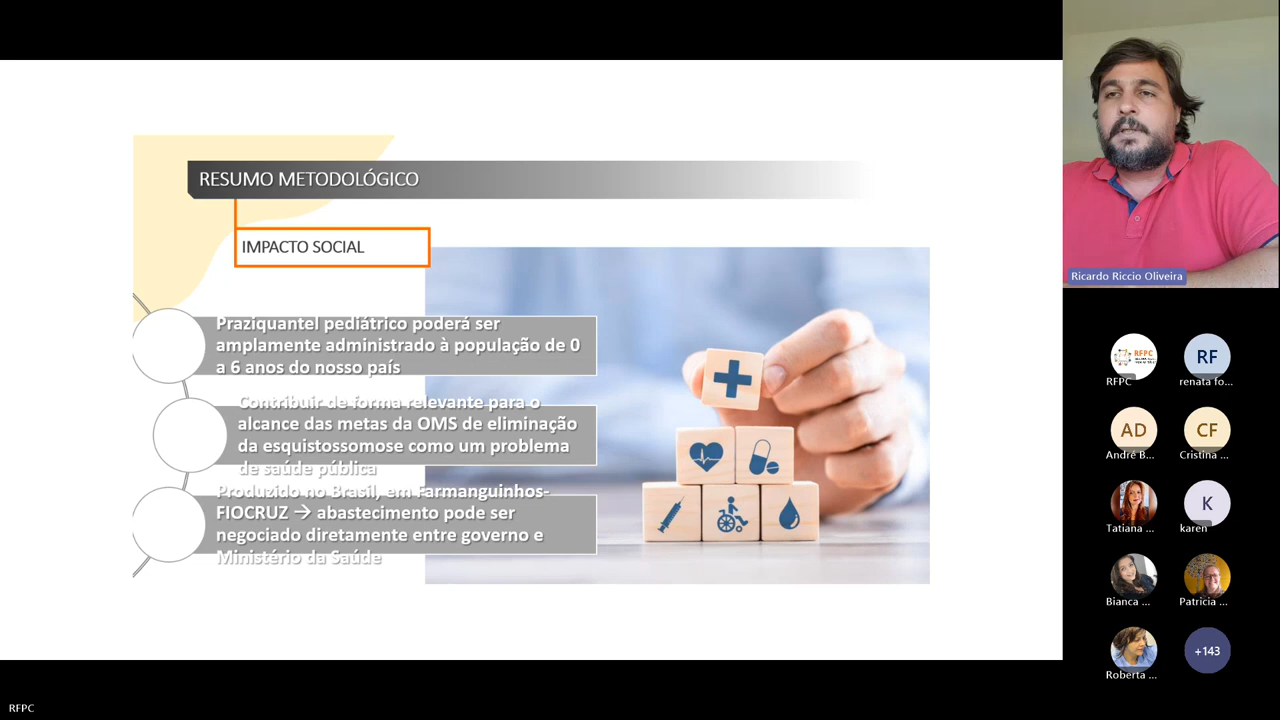 RESUMO METODOLÓGICO
IMPACTO SOCIAL
Praziquantel pediátrico poderá ser
amplamente administrado à população de 0
a 6 anos do nosso país
Contribuir de forma relevante para o
alcance das metas da OMS de eliminação
da esquistossomose como um problema
de saúde pública
Produzido no Brasil, em Farmanguinhos-
FIOCRUZ → abastecimento pode ser
negociado diretamente entre governo e
Ministério da Saúde
Ricardo Riccio Oliveira
RFPC
RFPC
renata fo...
AD
André B...
CF
Cristina ...
Tatiana ...
K
karen
Bianca ...
Patricia ...
Roberta ...
+143
RF
RFPC